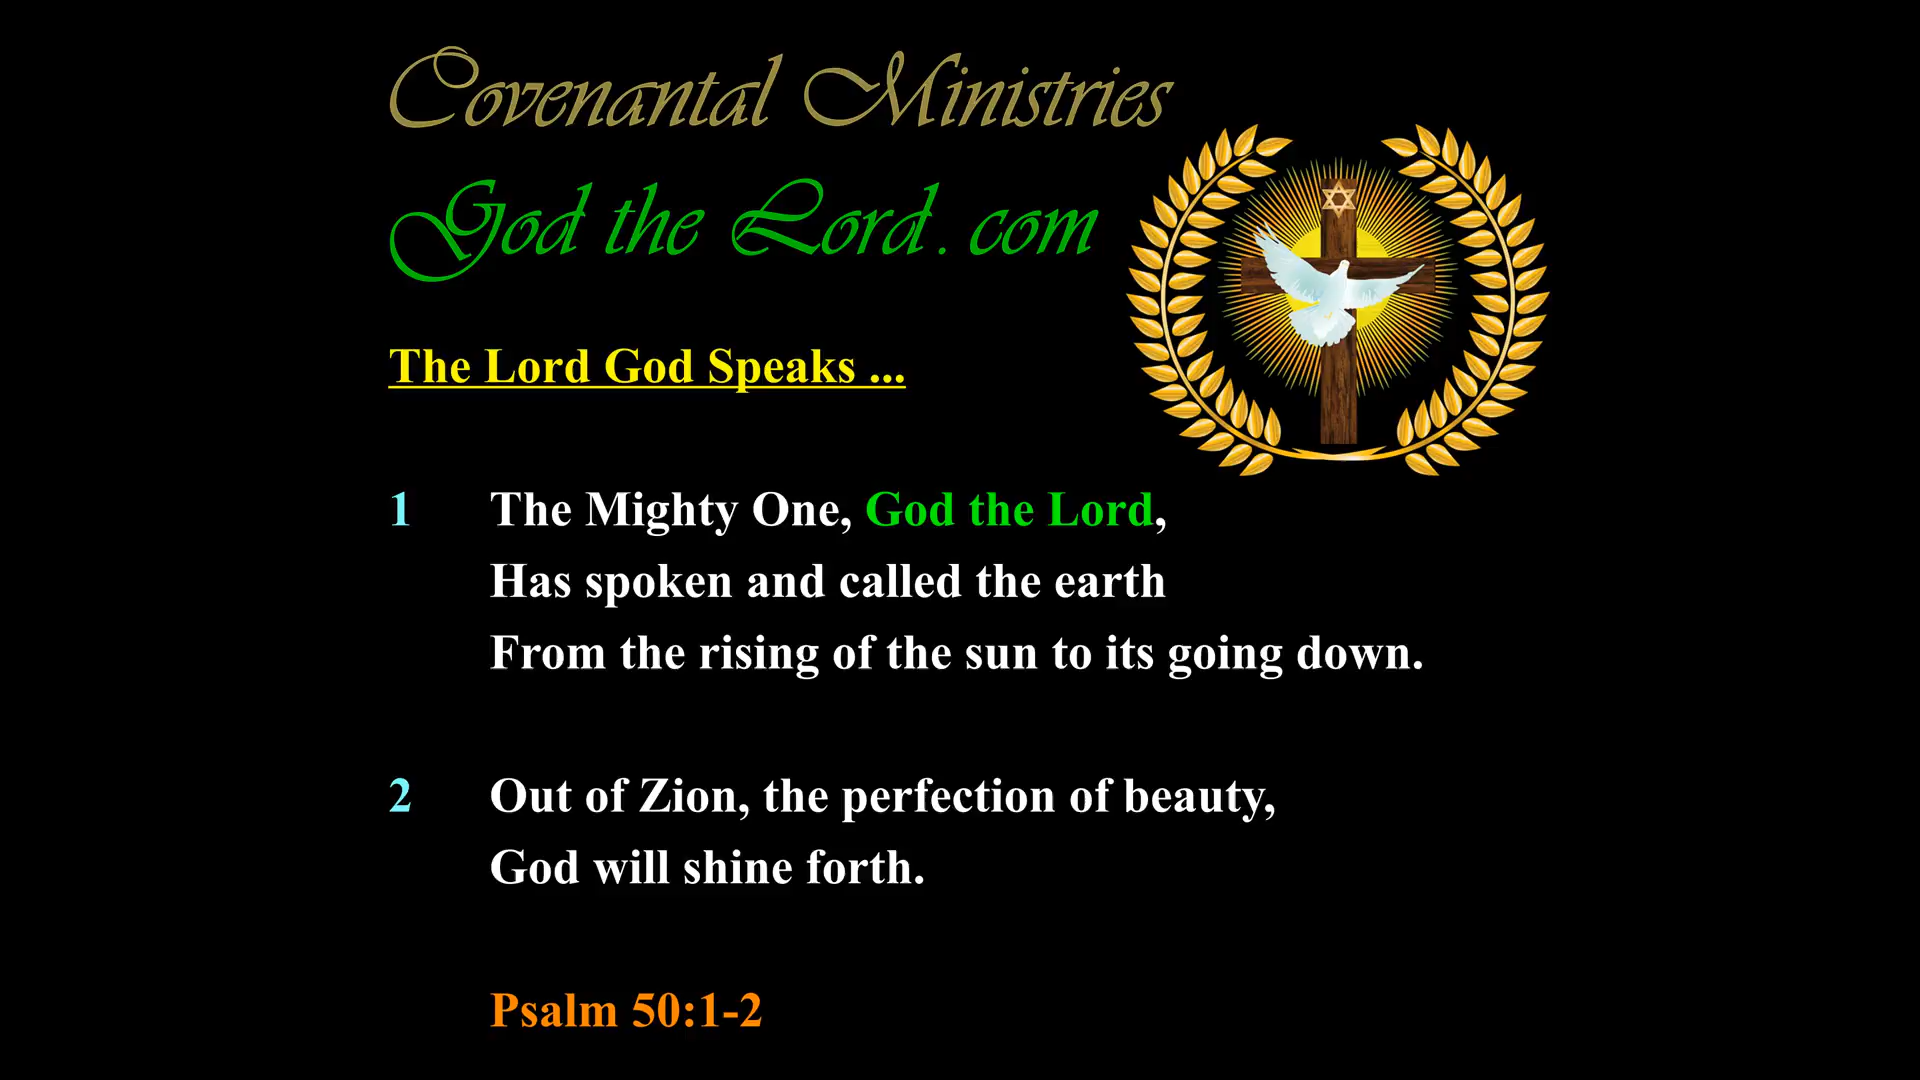 Covenantal Ministries
God the Lord.com
The Lord God Speaks ...
1 The Mighty One, God the Lord,
Has spoken and called the earth
From the rising of the sun to its going down.
2 Out of Zion, the perfection of beauty,
God will shine forth.
Psalm 50:1-2